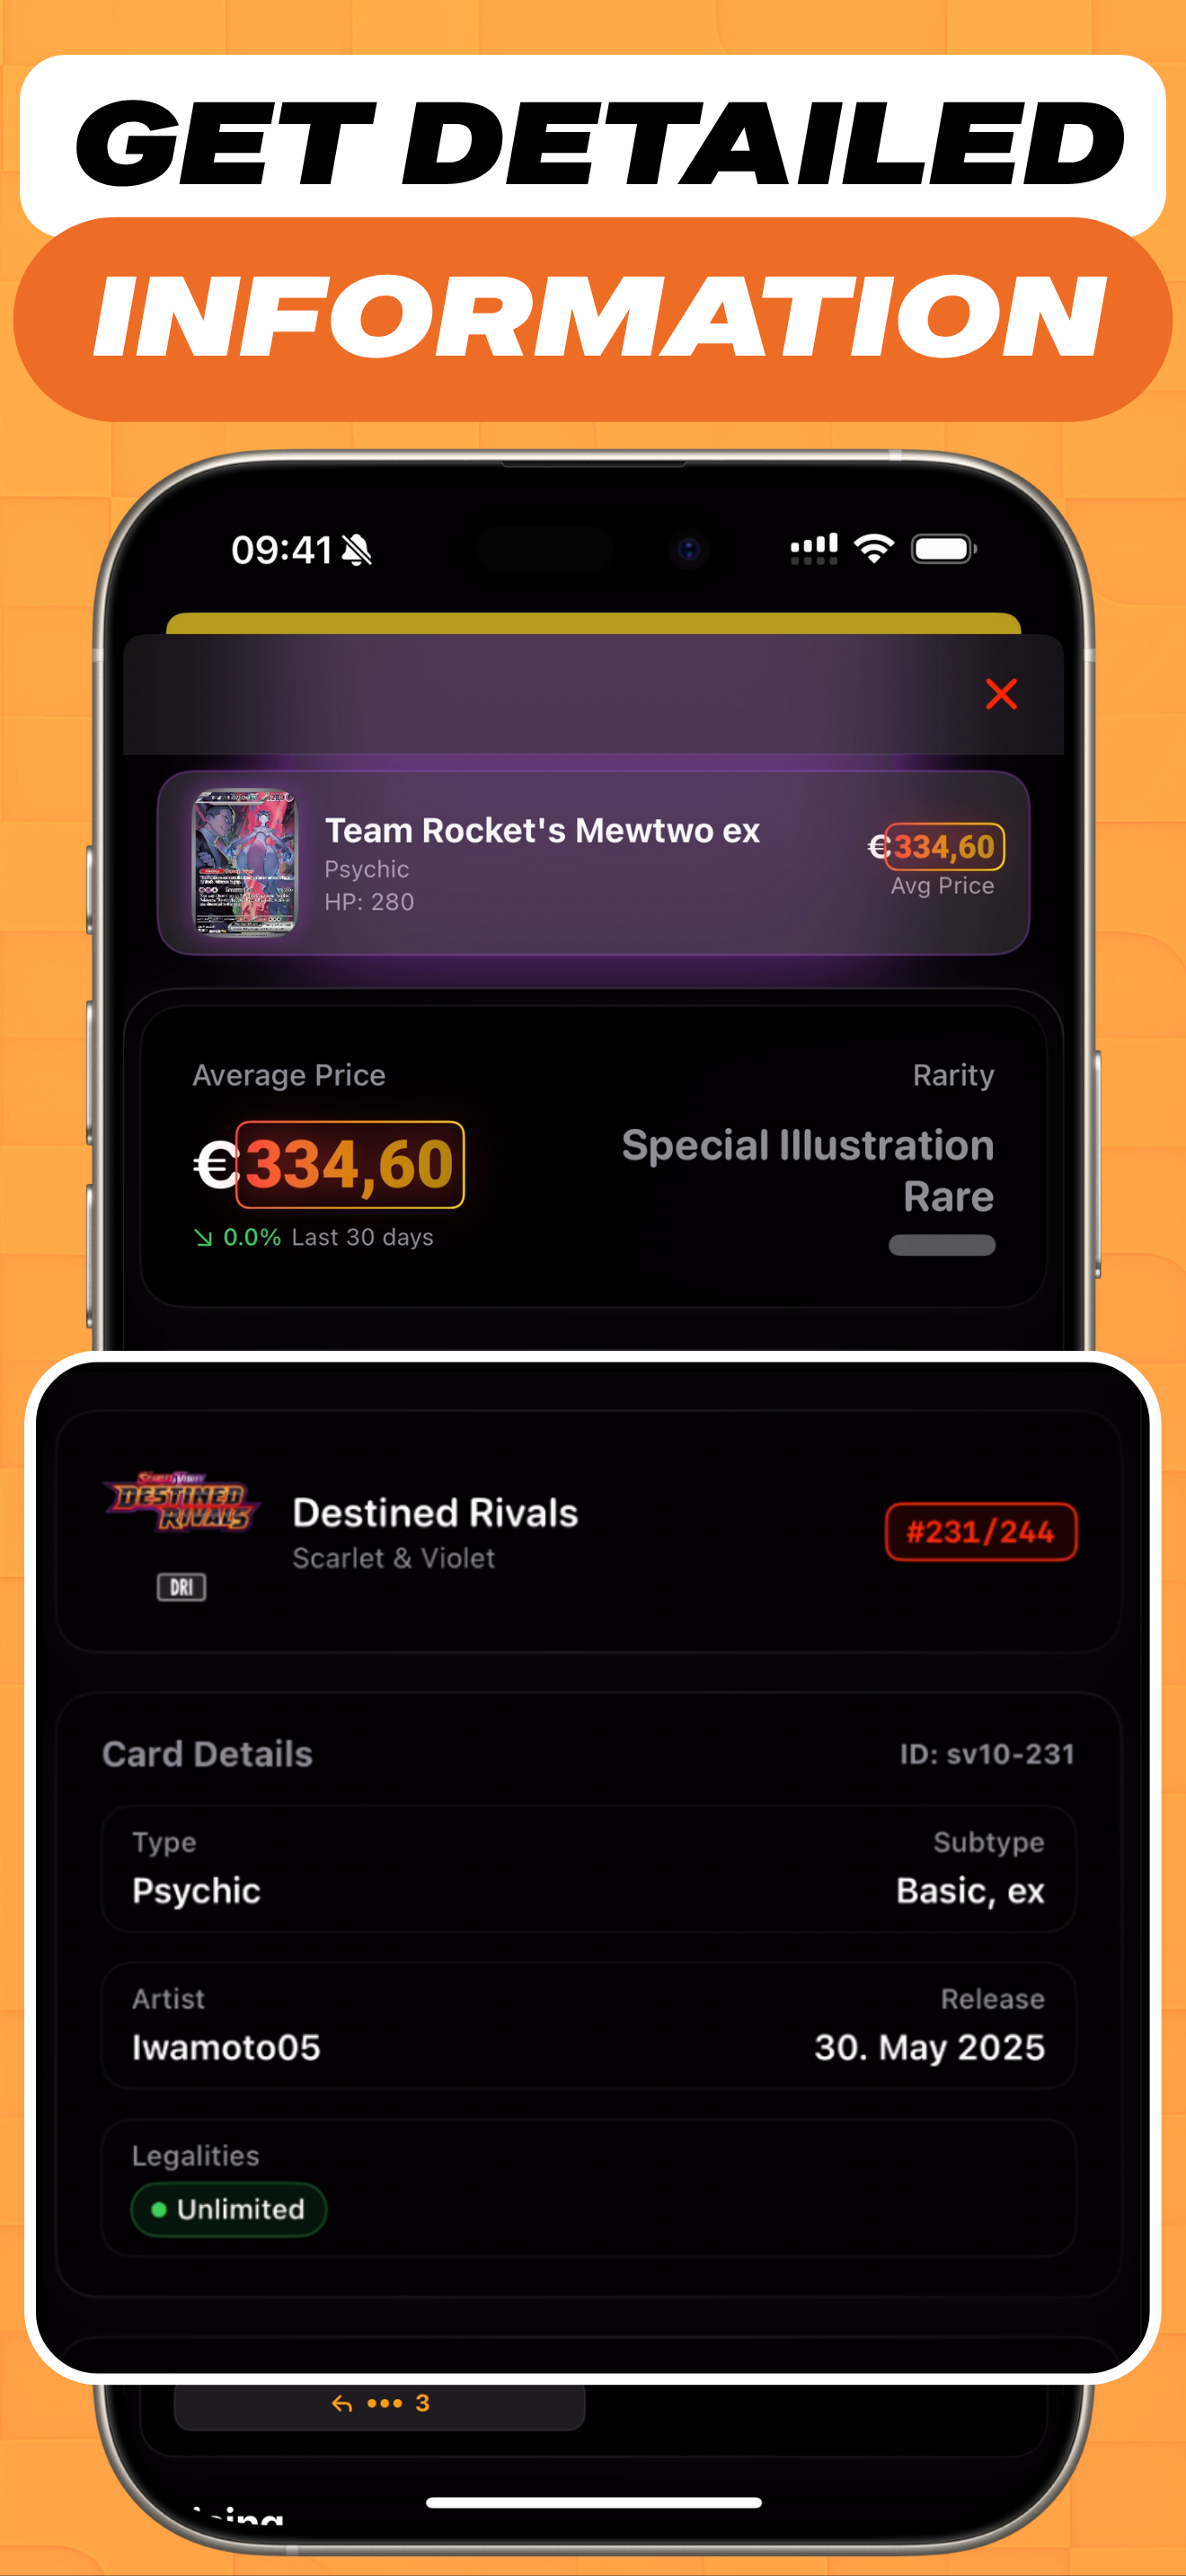 GET DETAILED
INFORMATION
09:41
Team Rocket's Mewtwo ex
Psychic
HP: 280
€334,60
Avg Price
Average Price
Rarity
€334,60
Special Illustration
Rare
↘ 0.0% Last 30 days
SCARLET & VIOLET
DESTINED
RIVALS
DRI
Destined Rivals
Scarlet & Violet
#231/244
Card Details
ID: sv10-231
Type
Subtype
Psychic
Basic, ex
Artist
Release
Iwamoto05
30. May 2025
Legalities
Unlimited
••• 3